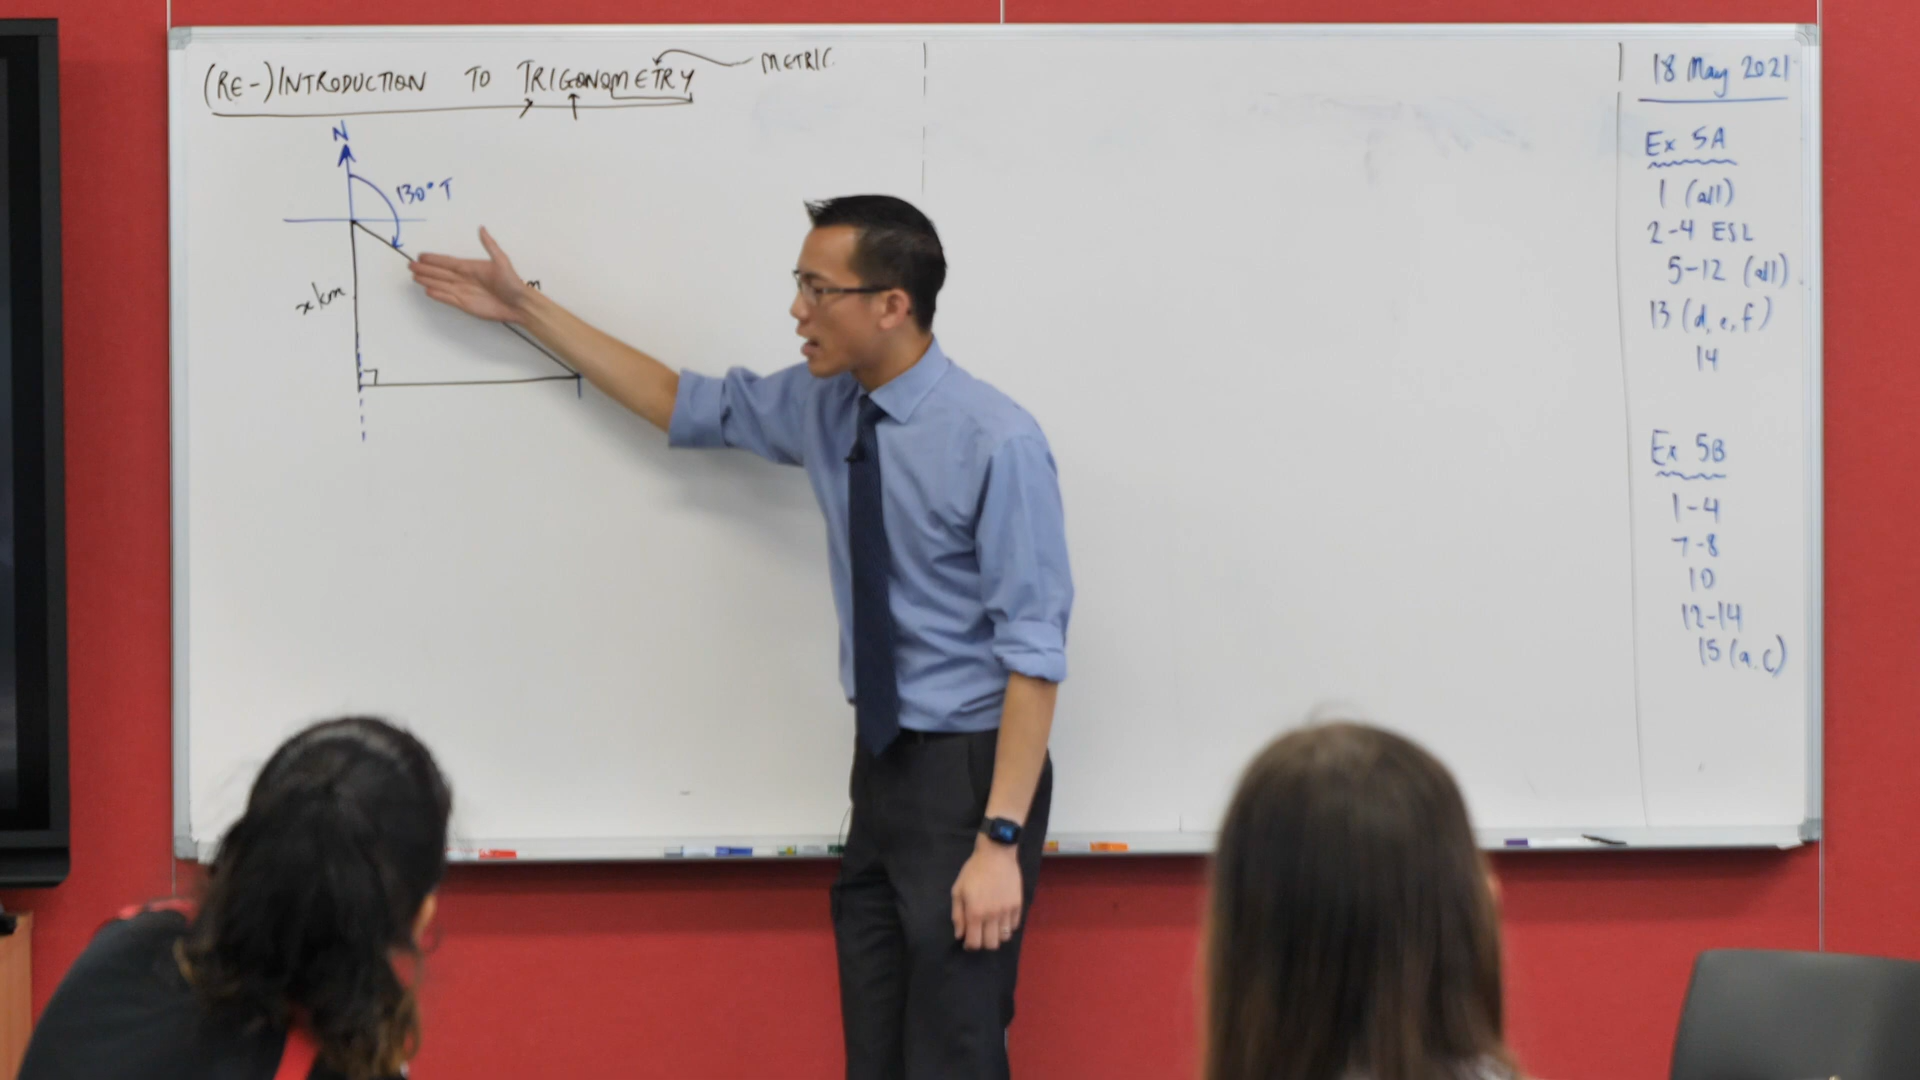 (RE-)INTRODUCTION TO TRIGONOMETRY
METRIC
N
130° T
x km
18 May 2021
Ex 5A
1 (all)
2-4 ESL
5-12 (all)
13 (d, e, f)
14
Ex 5B
1-4
7-8
10
12-14
15 (a, c)